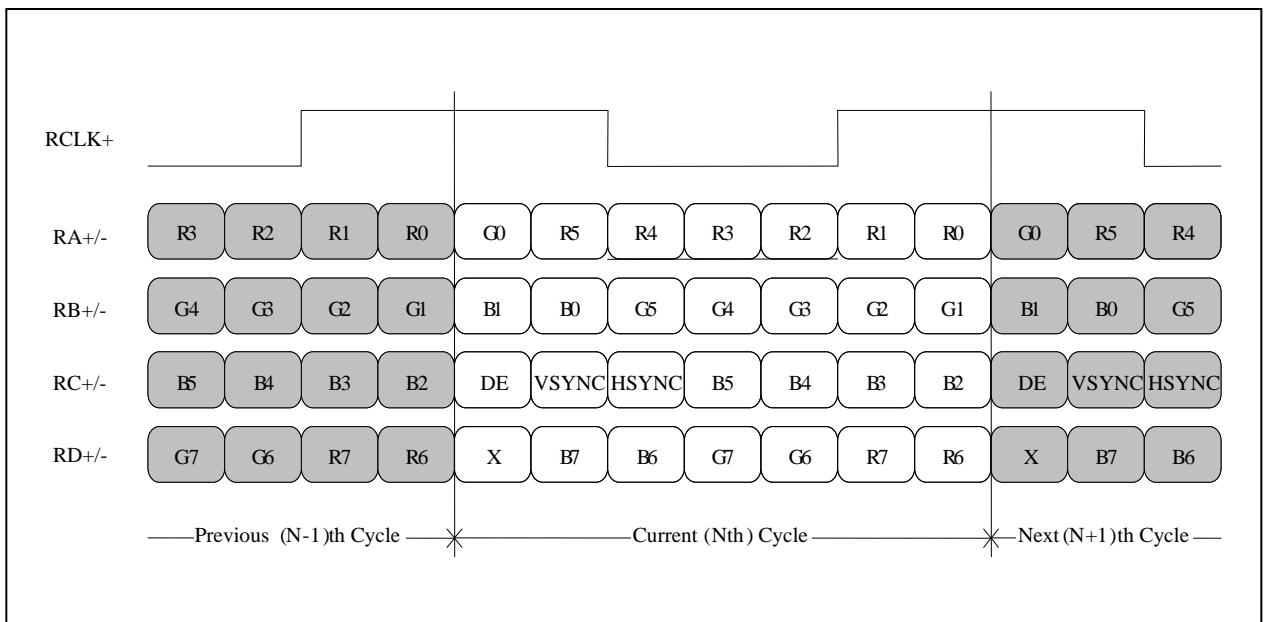 RCLK+
RA+/- R3 R2 R1 R0 G0 R5 R4 R3 R2 R1 R0 G0 R5 R4
RB+/- G4 G3 G2 G1 B1 B0 G5 G4 G3 G2 G1 B1 B0 G5
RC+/- B5 B4 B3 B2 DE VSYNC HSYNC B5 B4 B3 B2 DE VSYNC HSYNC
RD+/- G7 G6 R7 R6 X B7 B6 G7 G6 R7 R6 X B7 B6
Previous (N-1)th Cycle Current (Nth) Cycle Next (N+1)th Cycle